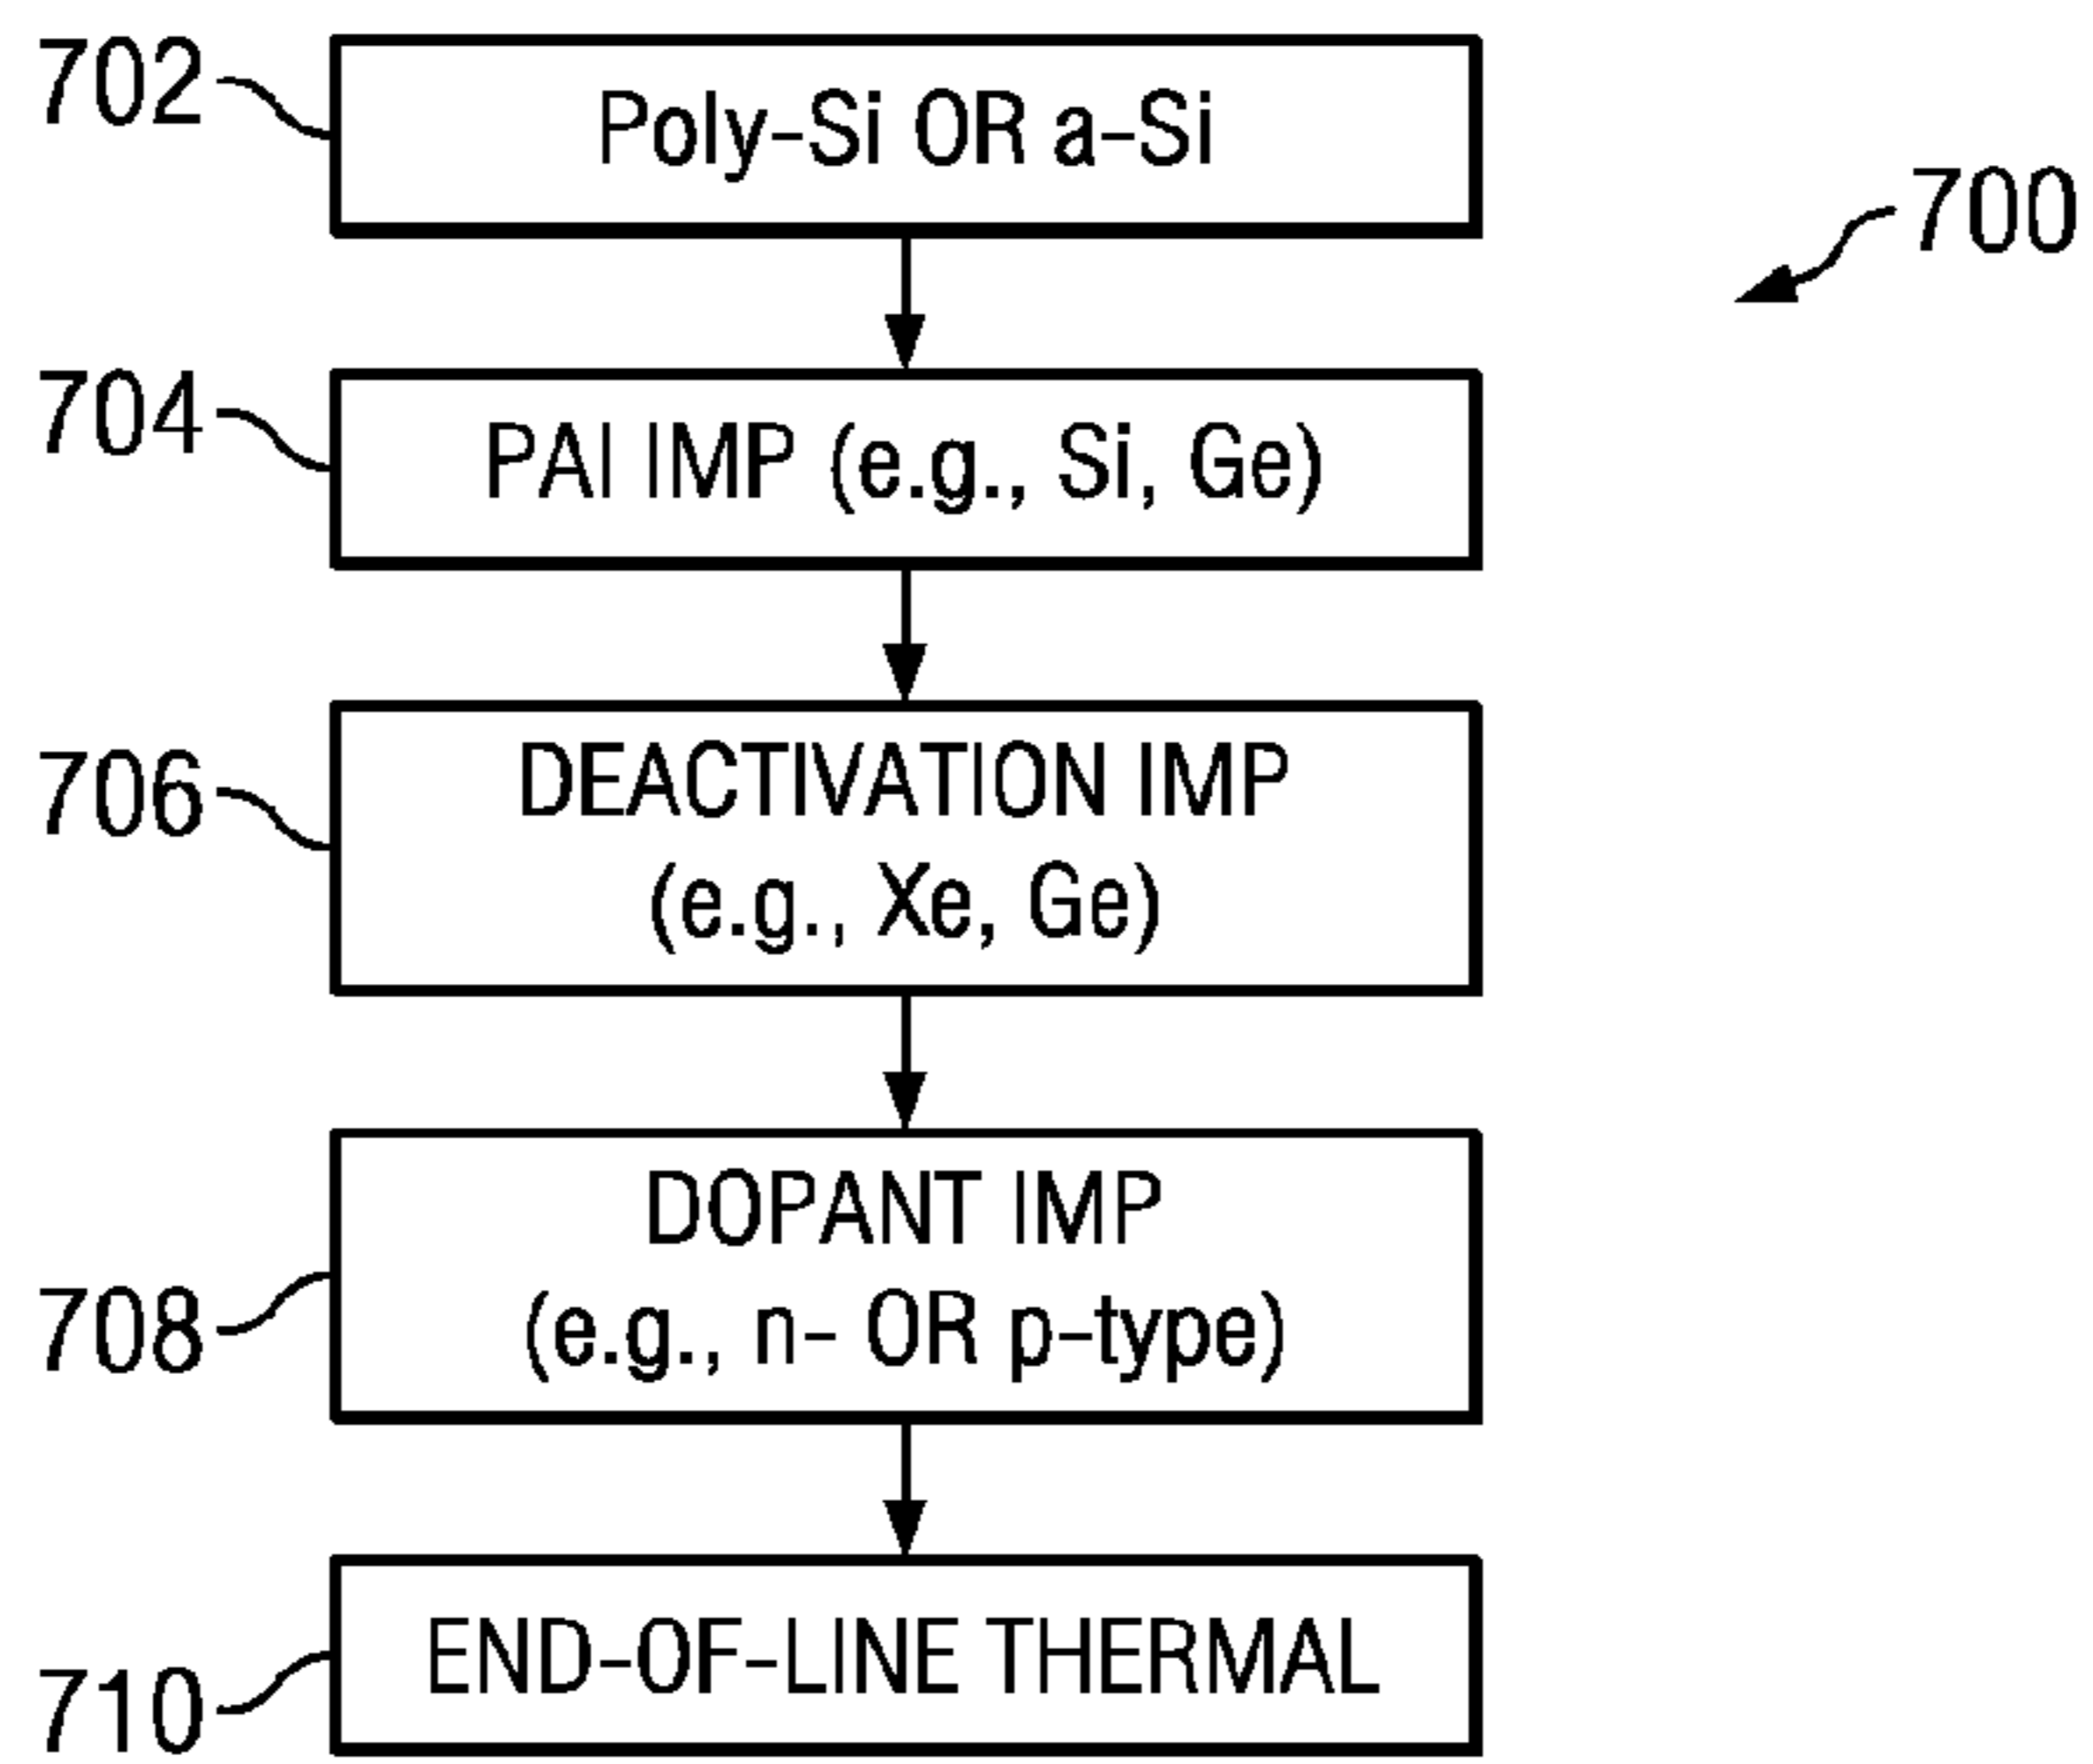 702
Poly-Si OR a-Si
700
704
PAI IMP (e.g., Si, Ge)
706
DEACTIVATION IMP
(e.g., Xe, Ge)
708
DOPANT IMP
(e.g., n- OR p-type)
710
END-OF-LINE THERMAL